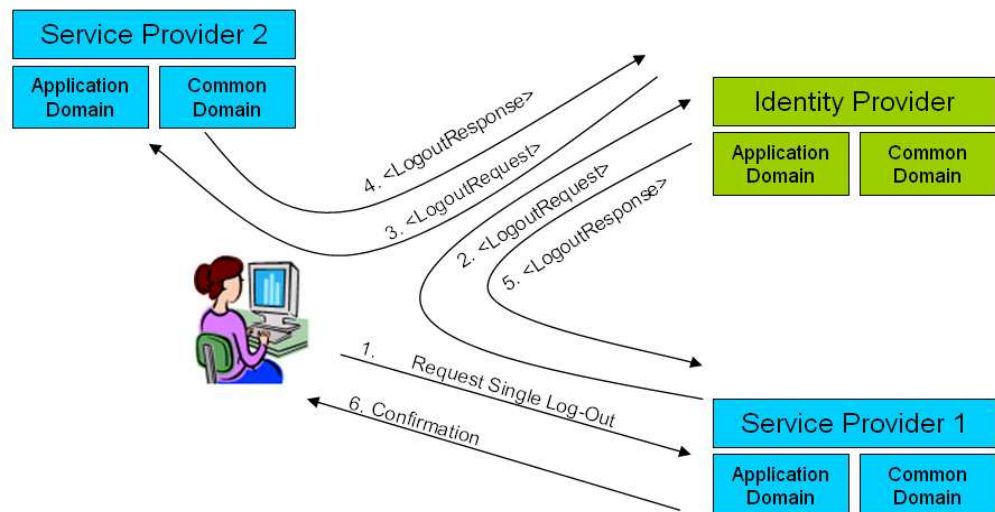 Service Provider 2
Application
Domain
Common
Domain
Identity Provider
Application
Domain
Common
Domain
4. <LogoutResponse>
3. <LogoutRequest>
2. <LogoutRequest>
5. <LogoutResponse>
1. Request Single Log-Out
6. Confirmation
Service Provider 1
Application
Domain
Common
Domain